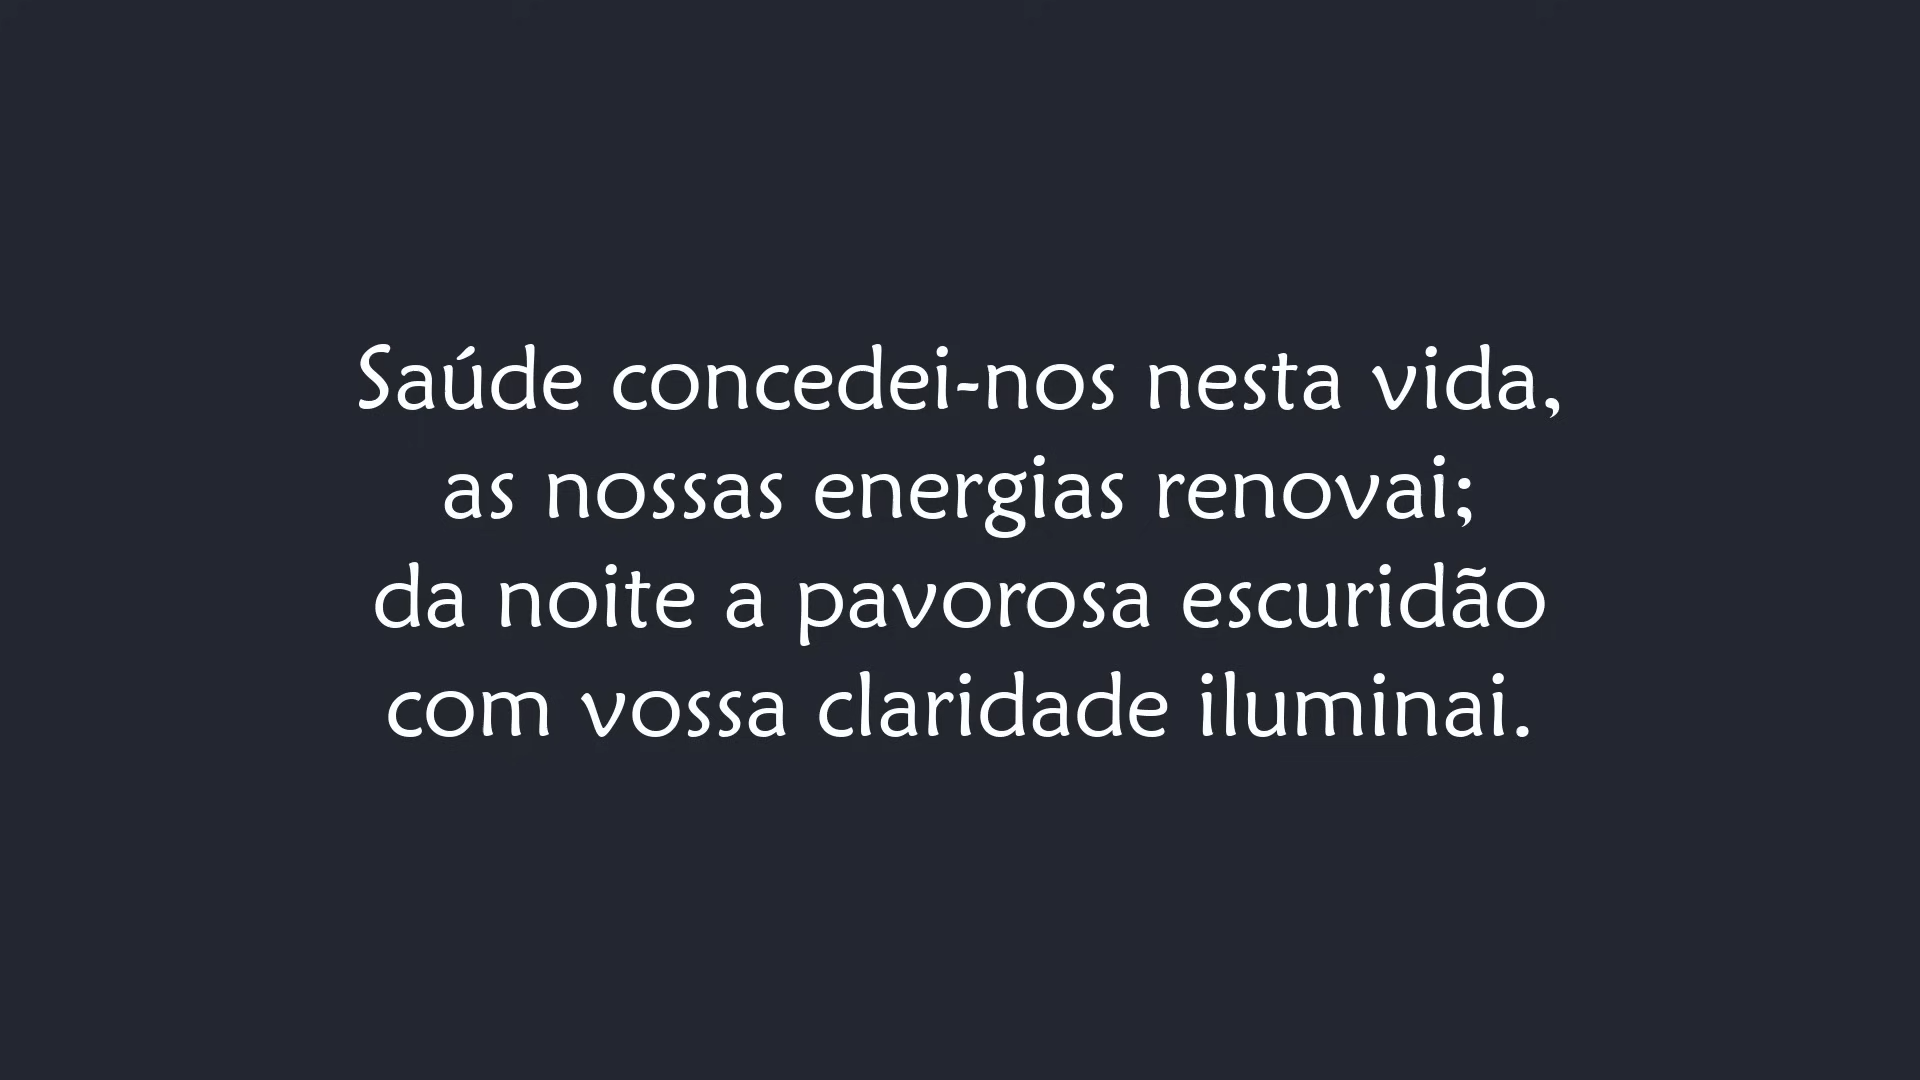 Saúde concedei-nos nesta vida,
as nossas energias renovai;
da noite a pavorosa escuridão
com vossa claridade iluminai.